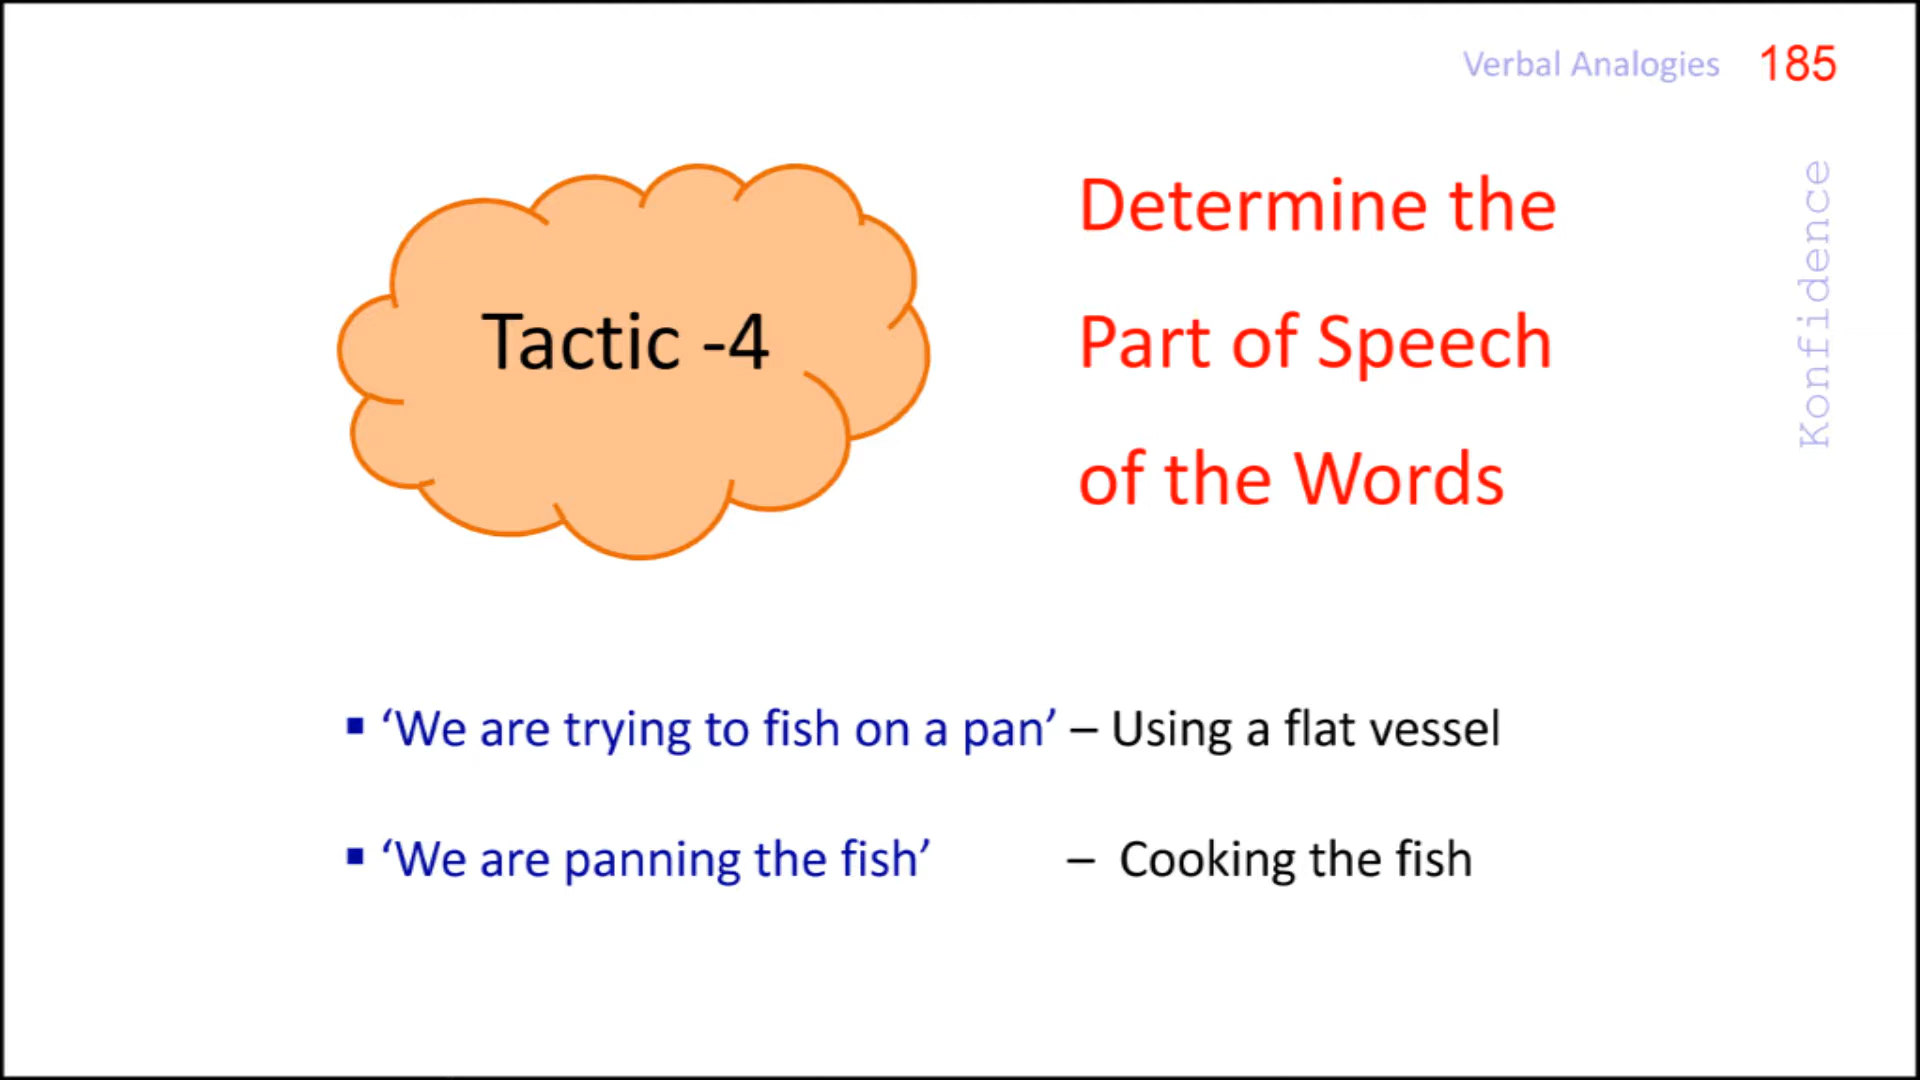 Verbal Analogies 185
Konfidence
Tactic -4
Determine the
Part of Speech
of the Words
▪ ‘We are trying to fish on a pan’ – Using a flat vessel
▪ ‘We are panning the fish’ – Cooking the fish